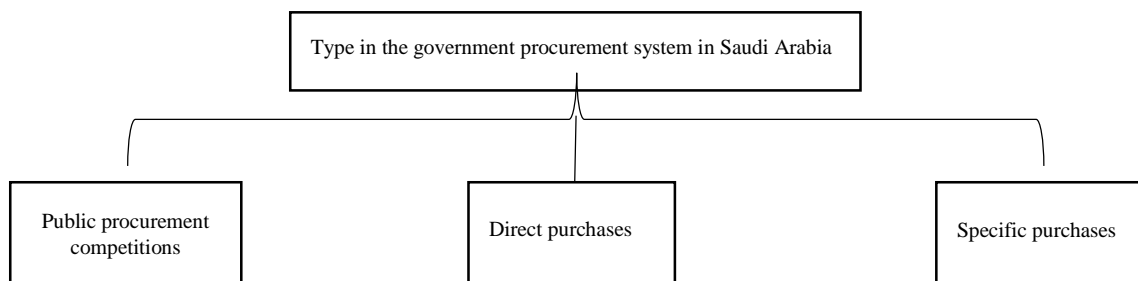 Type in the government procurement system in Saudi Arabia
Public procurement
competitions
Direct purchases
Specific purchases